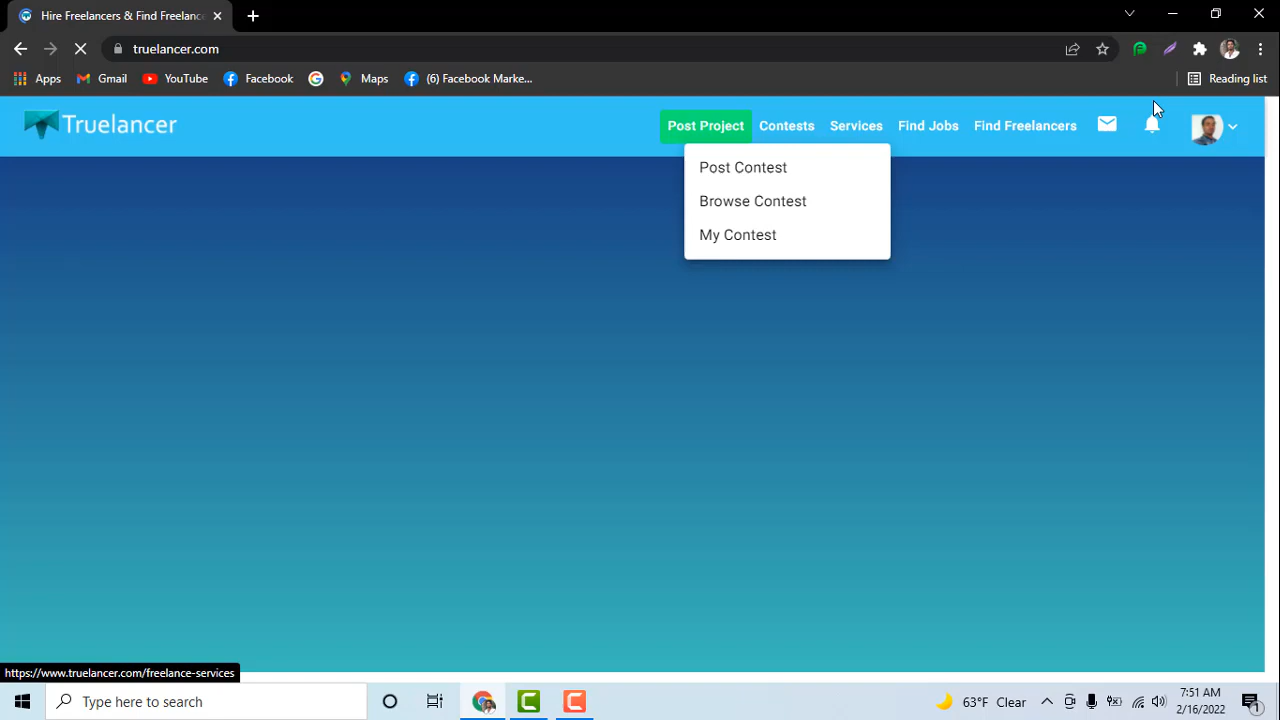 Hire Freelancers & Find Freelanc
truelancer.com
Apps Gmail YouTube Facebook Maps (6) Facebook Marke... Reading list
Truelancer Post Project Contests Services Find Jobs Find Freelancers
Post Contest
Browse Contest
My Contest
https://www.truelancer.com/freelance-services
Type here to search
63°F Clear
7:51 AM
2/16/2022
1